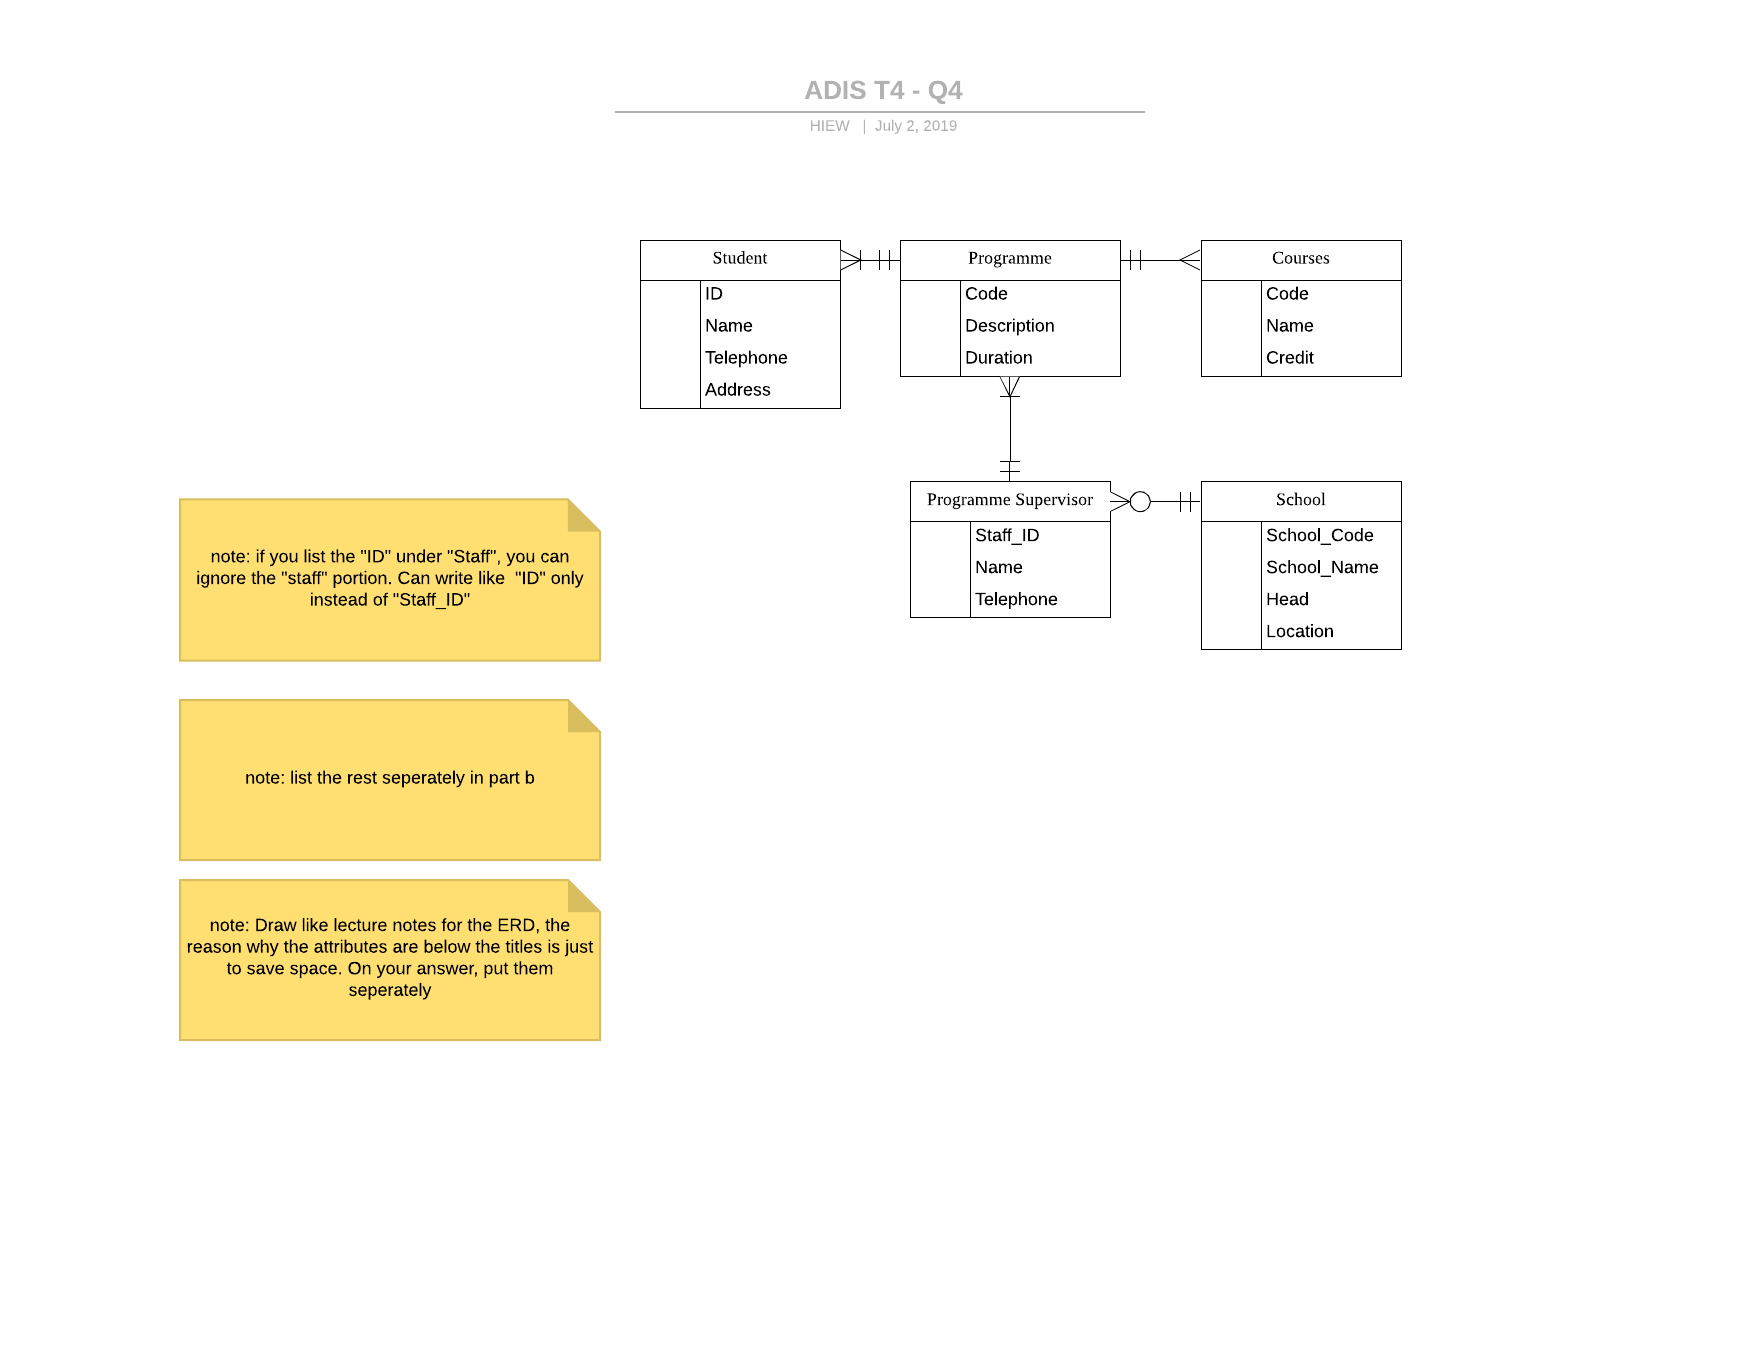 ADIS T4 - Q4
HIEW | July 2, 2019
Student
ID
Name
Telephone
Address
Programme
Code
Description
Duration
Courses
Code
Name
Credit
Programme Supervisor
Staff_ID
Name
Telephone
School
School_Code
School_Name
Head
Location
note: if you list the "ID" under "Staff", you can
ignore the "staff" portion. Can write like  "ID" only
instead of "Staff_ID"
note: list the rest seperately in part b
note: Draw like lecture notes for the ERD, the
reason why the attributes are below the titles is just
to save space. On your answer, put them
seperately